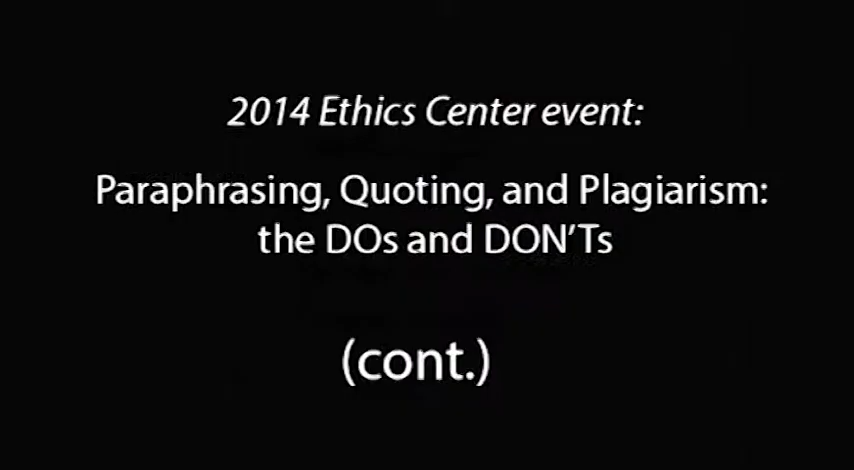 2014 Ethics Center event:
Paraphrasing, Quoting, and Plagiarism:
the DOs and DON'Ts
(cont.)